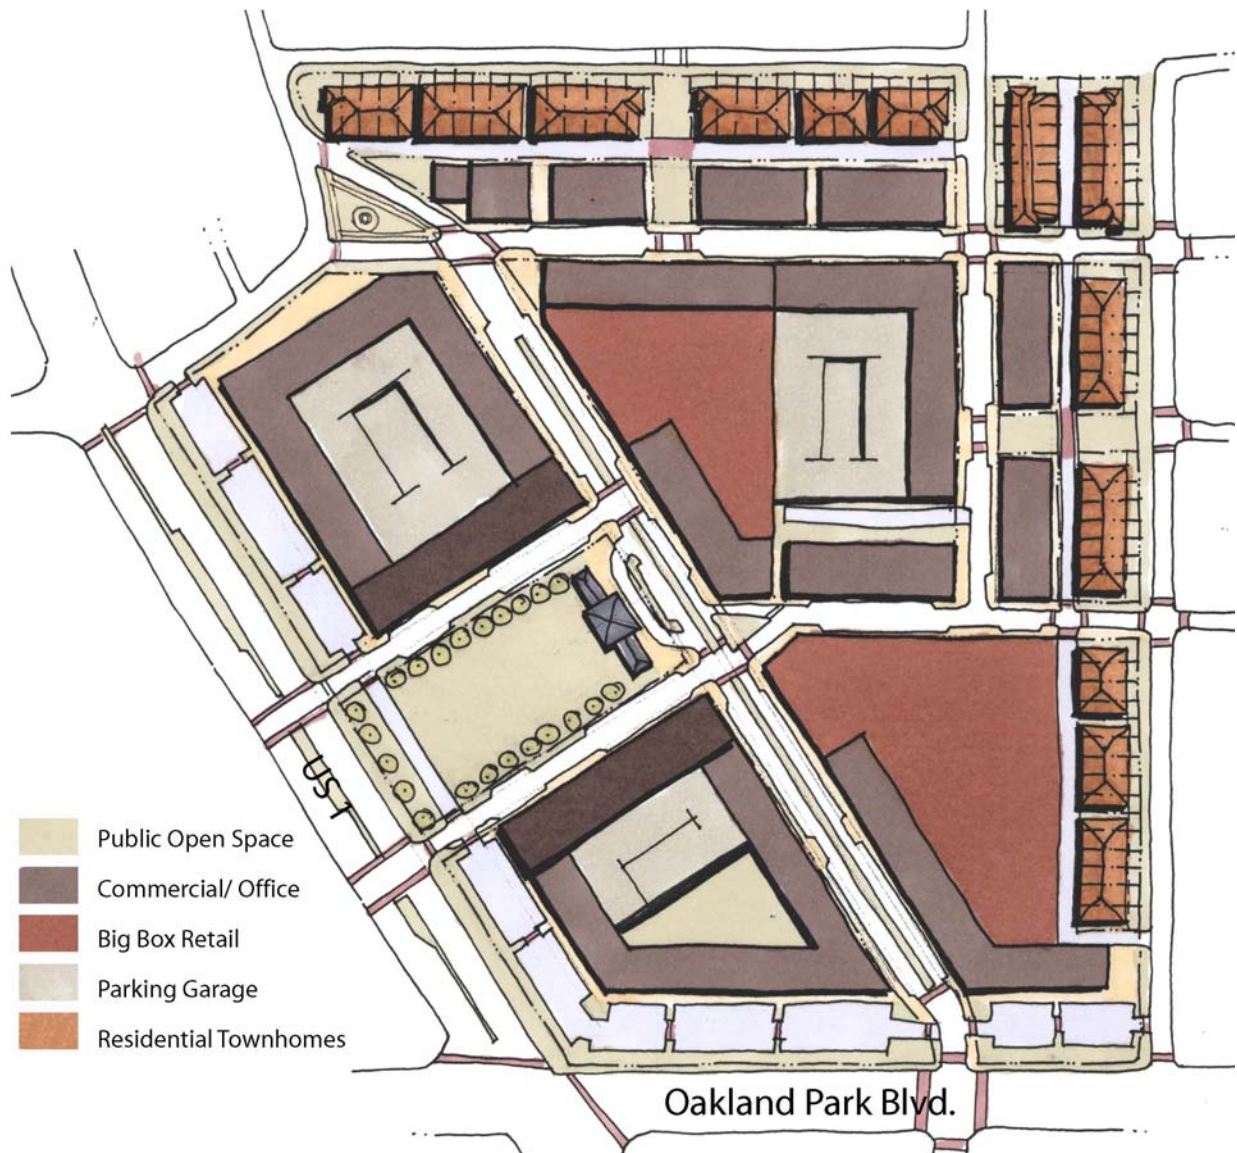 US 1
Public Open Space
Commercial/ Office
Big Box Retail
Parking Garage
Residential Townhomes
Oakland Park Blvd.